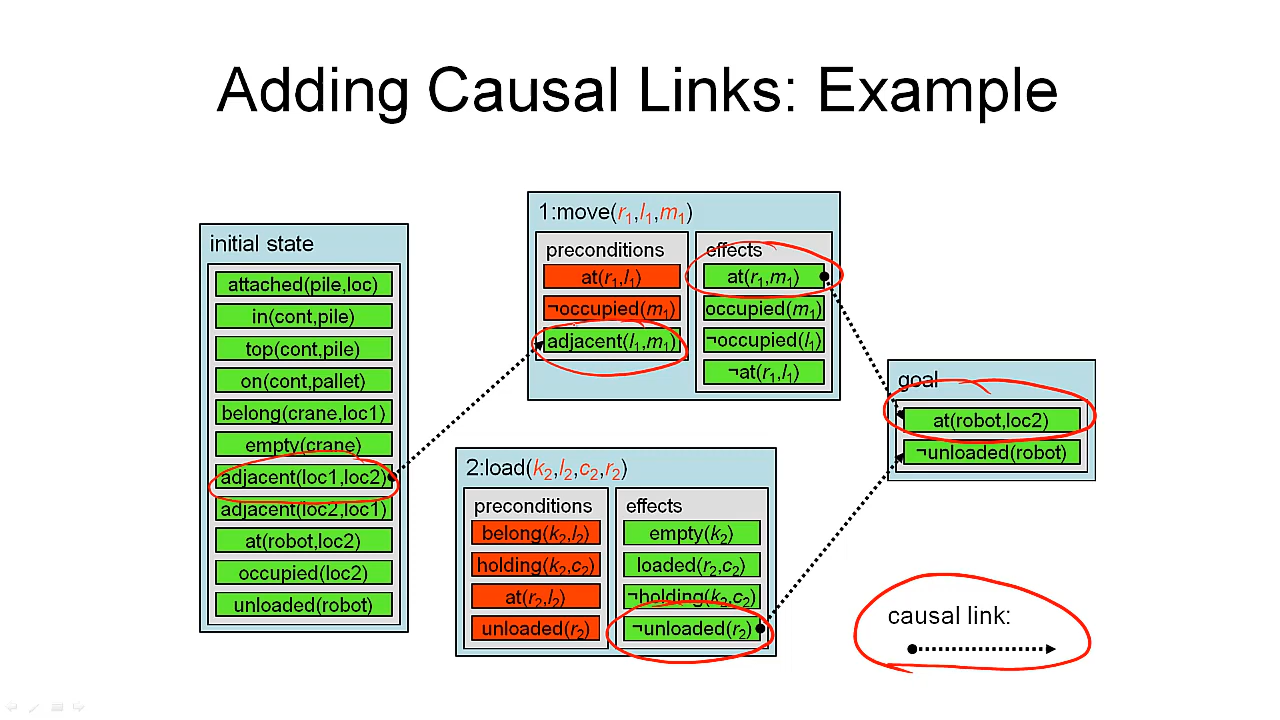 Adding Causal Links: Example
initial state
attached(pile,loc)
in(cont,pile)
top(cont,pile)
on(cont,pallet)
belong(crane,loc1)
empty(crane)
adjacent(loc1,loc2)
adjacent(loc2,loc1)
at(robot,loc2)
occupied(loc2)
unloaded(robot)
1:move(r₁,l₁,m₁)
preconditions
at(r₁,l₁)
¬occupied(m₁)
adjacent(l₁,m₁)
effects
at(r₁,m₁)
occupied(m₁)
¬occupied(l₁)
¬at(r₁,l₁)
2:load(k₂,l₂,c₂,r₂)
preconditions
belong(k₂,l₂)
holding(k₂,c₂)
at(r₂,l₂)
unloaded(r₂)
effects
empty(k₂)
loaded(r₂,c₂)
¬holding(k₂,c₂)
¬unloaded(r₂)
goal
at(robot,loc2)
¬unloaded(robot)
causal link: